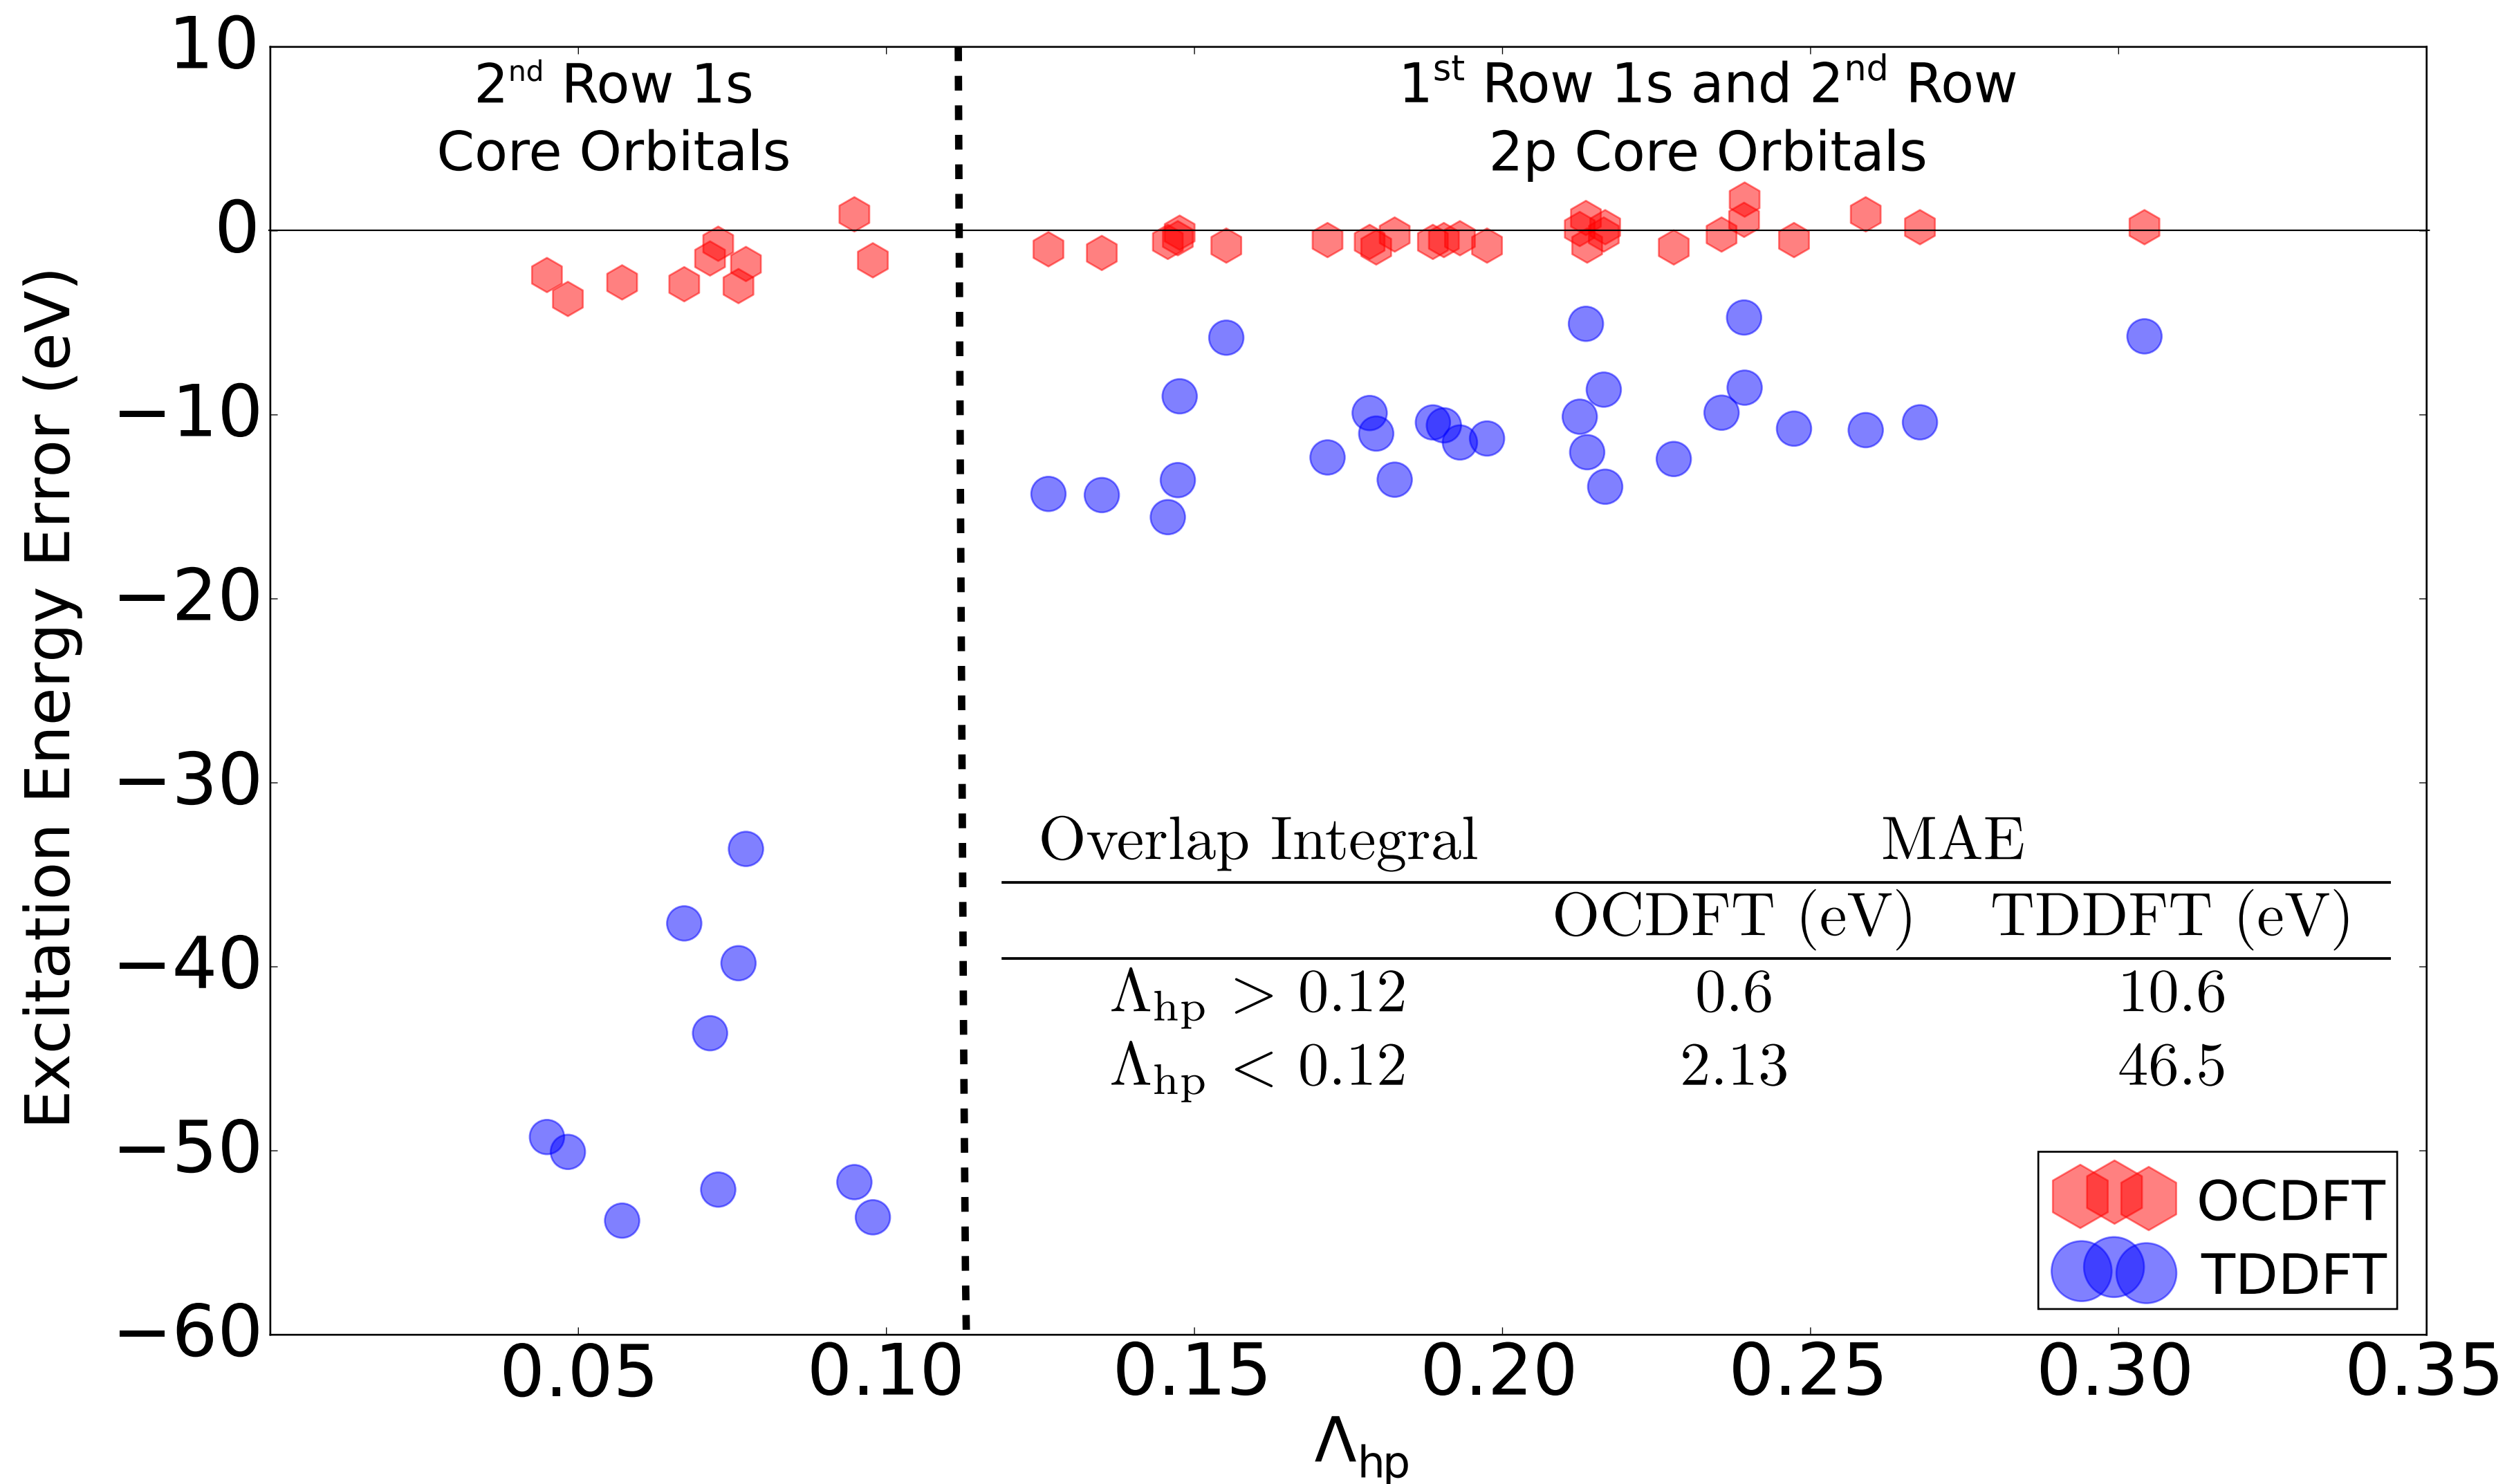 10
0
−10
−20
−30
−40
−50
−60
Excitation Energy Error (eV)
2nd Row 1s
Core Orbitals
1st Row 1s and 2nd Row
2p Core Orbitals
Overlap Integral MAE
OCDFT (eV) TDDFT (eV)
Λhp > 0.12 0.6 10.6
Λhp < 0.12 2.13 46.5
OCDFT
TDDFT
0.05 0.10 0.15 0.20 0.25 0.30 0.35
Λhp